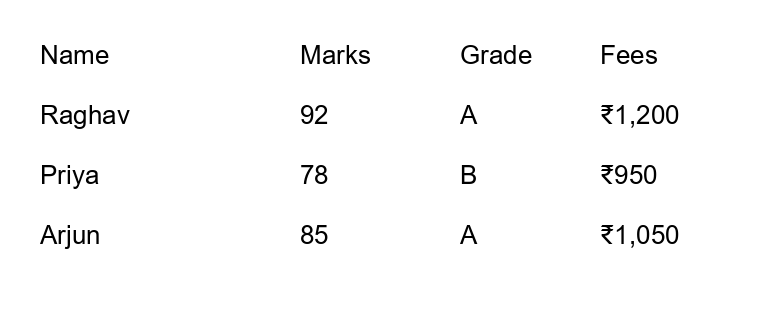 Name Marks Grade Fees
Raghav 92 A ₹1,200
Priya 78 B ₹950
Arjun 85 A ₹1,050